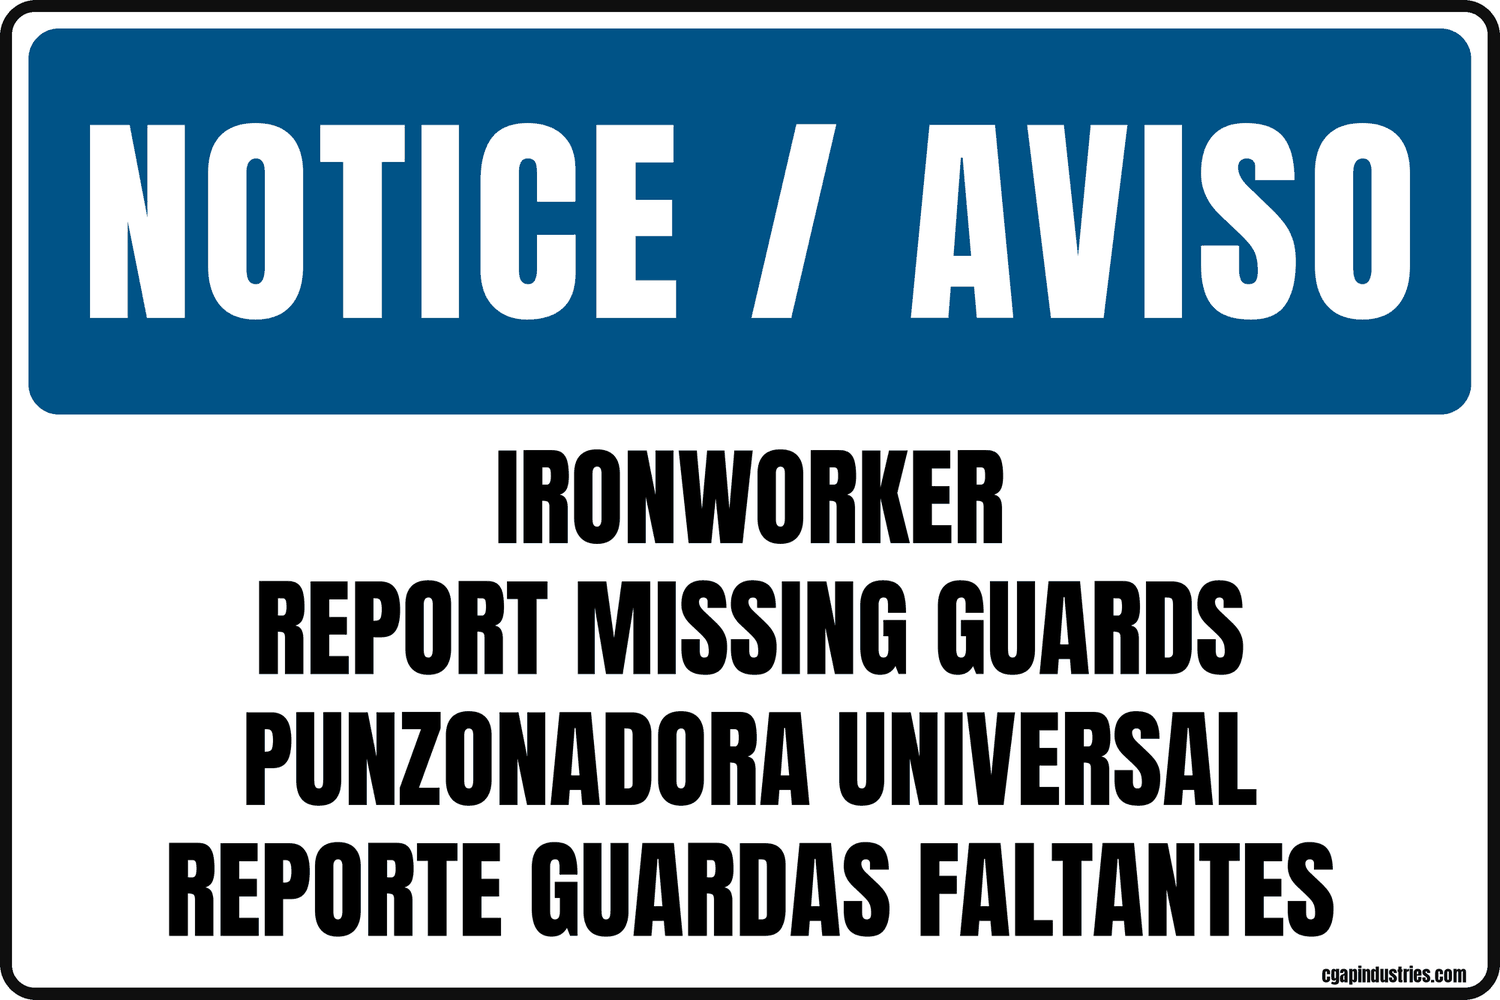 NOTICE / AVISO
IRONWORKER
REPORT MISSING GUARDS
PUNZONADORA UNIVERSAL
REPORTE GUARDAS FALTANTES
cgapindustries.com